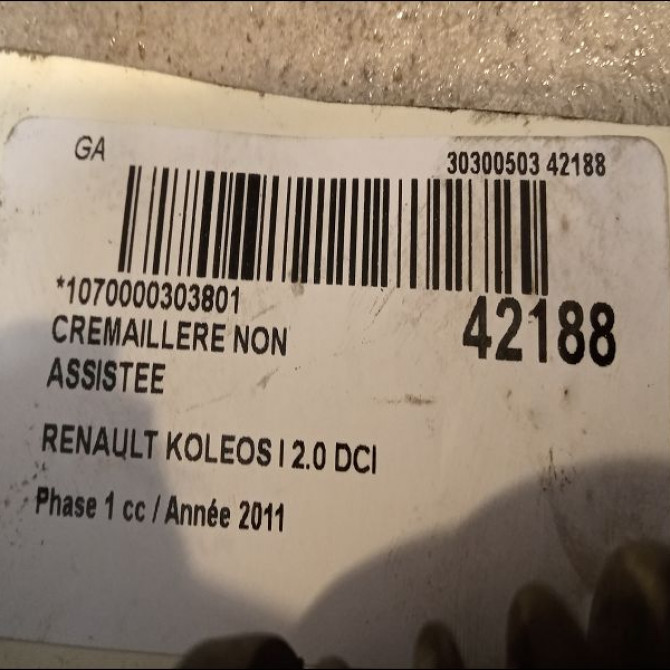 GA
30300503 42188
*1070000303801
42188
CREMAILLERE NON
ASSISTEE
RENAULT KOLEOS I 2.0 DCI
Phase 1 cc / Année 2011